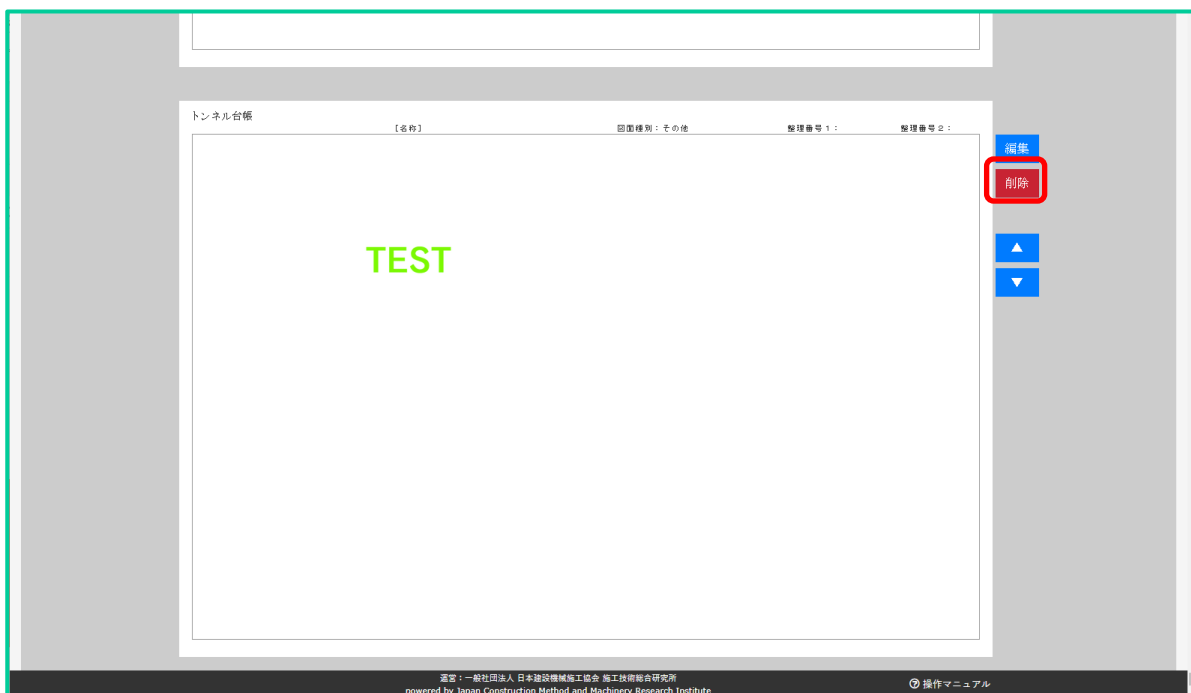 トンネル台帳
[名称] 図面種別：その他 整理番号１： 整理番号２：
編集
削除
TEST
▲
▼
運営：一般社団法人 日本建設機械施工協会 施工技術総合研究所
powered by Japan Construction Method and Machinery Research Institute
? 操作マニュアル